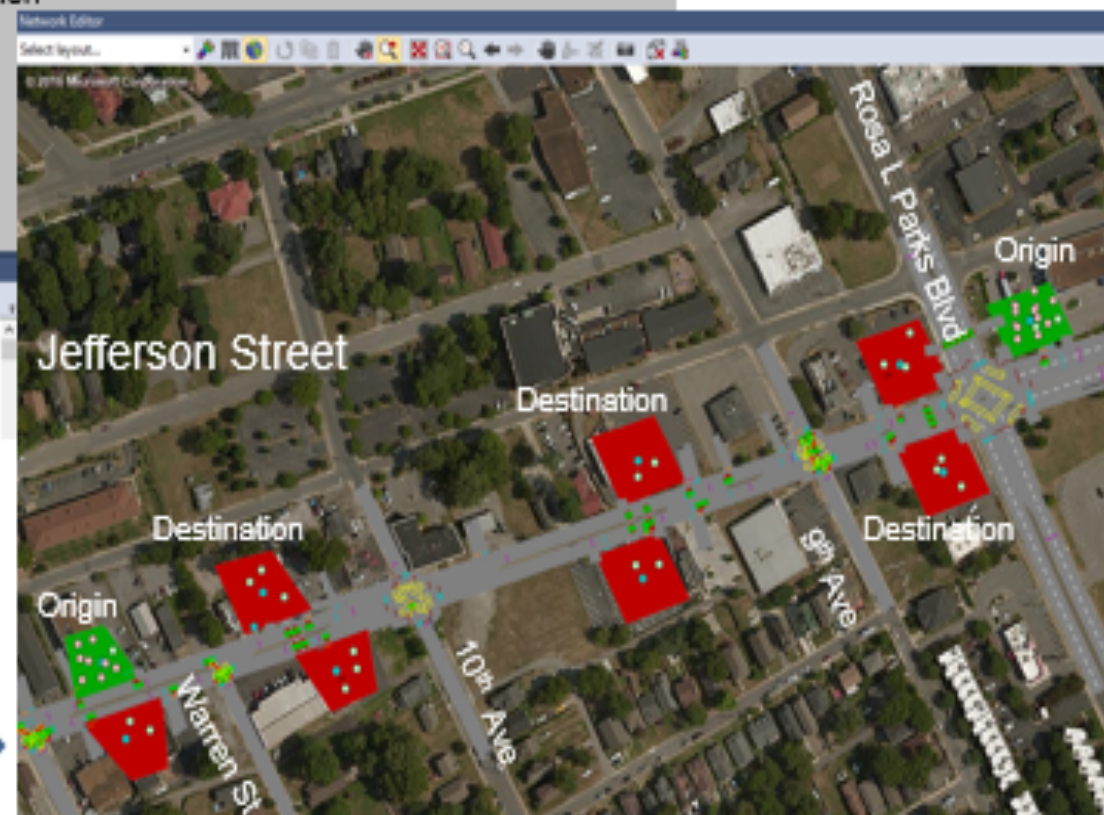 Network Editor
Select layout...
© 2016 Microsoft Corporation
Rosa L Parks Blvd
Origin
Jefferson Street
Destination
Destination
Destination
9th Ave
Origin
10th Ave
Warren St